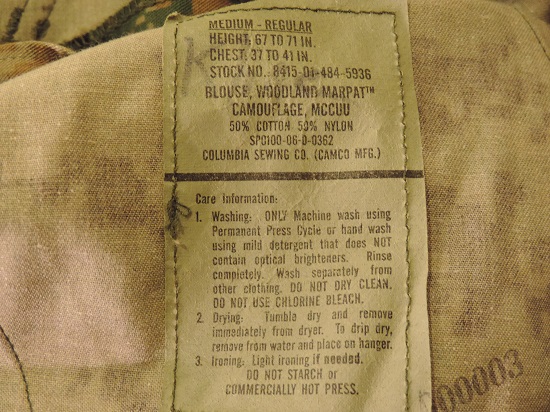 MEDIUM - REGULAR
HEIGHT, 67 TO 71 IN.
CHEST: 37 TO 41 IN.
STOCK NO. 8415-01-484-5936
BLOUSE, WOODLAND MARPAT™
CAMOUFLAGE, MCCUU
50% COTTON 50% NYLON
SPO100-06-D-0362
COLUMBIA SEWING CO. (CAMCO MFG.)
Care Information:
1. Washing: ONLY Machine wash using
Permanent Press Cycle or hand wash
using mild detergent that does NOT
contain optical brighteners. Rinse
completely. Wash separately from
other clothing. DO NOT DRY CLEAN.
DO NOT USE CHLORINE BLEACH.
2. Drying: Tumble dry and remove
immediately from dryer. To drip dry,
remove from water and place on hanger.
3. Ironing: Light ironing if needed.
DO NOT STARCH or
COMMERCIALLY HOT PRESS.
00003